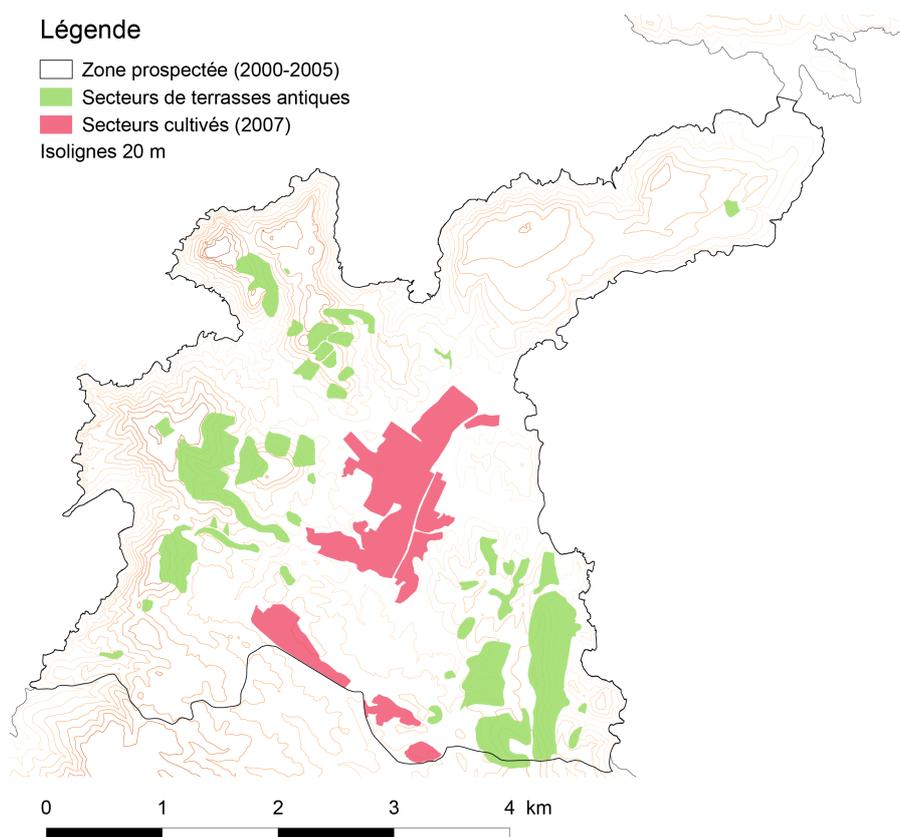 Légende
Zone prospectée (2000-2005)
Secteurs de terrasses antiques
Secteurs cultivés (2007)
Isolignes 20 m
0 1 2 3 4 km